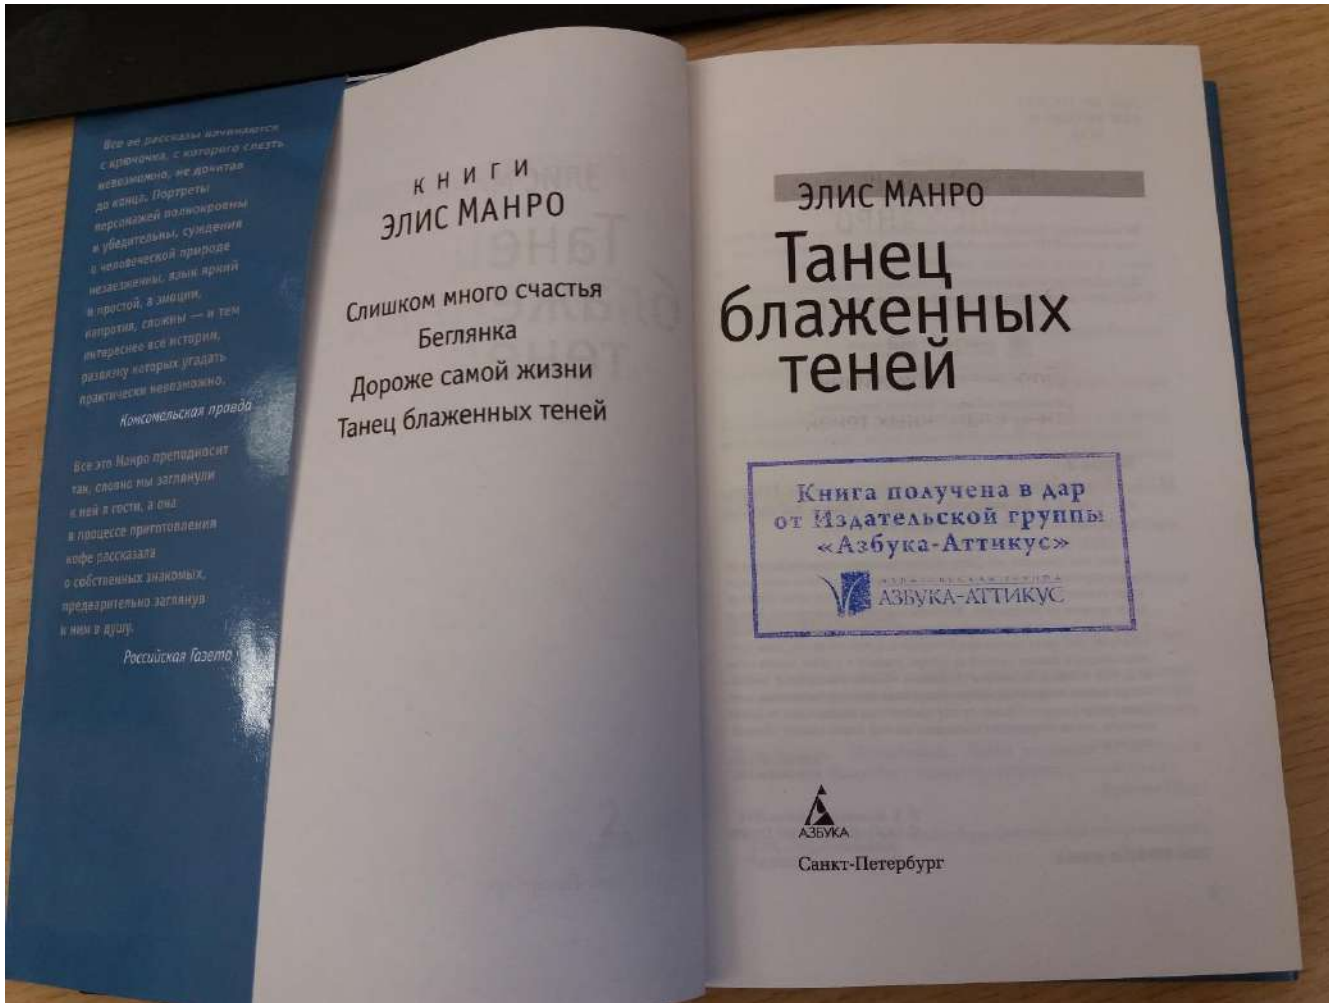 Все её рассказы начинаются
с крючочка, с которого слезть
невозможно, не дочитав
до конца. Портреты
персонажей полнокровны
и убедительны, суждения
о человеческой природе
незаезженны, язык яркий
и простой, а эмоции,
напротив, сложны — и тем
интереснее все истории,
развязку которых угадать
практически невозможно.
Комсомольская правда
Все это Манро преподносит
так, словно мы заглянули
к ней в гости, а она
в процессе приготовления
кофе рассказала
о собственных знакомых,
предварительно заглянув
к ним в душу.
Российская Газета
КНИГИ
ЭЛИС МАНРО
Слишком много счастья
Беглянка
Дороже самой жизни
Танец блаженных теней
ЭЛИС МАНРО
Танец
блаженных
теней
Книга получена в дар
от Издательской группы
«Азбука-Аттикус»
ИЗДАТЕЛЬСКАЯ ГРУППА
АЗБУКА-АТТИКУС
АЗБУКА
Санкт-Петербург